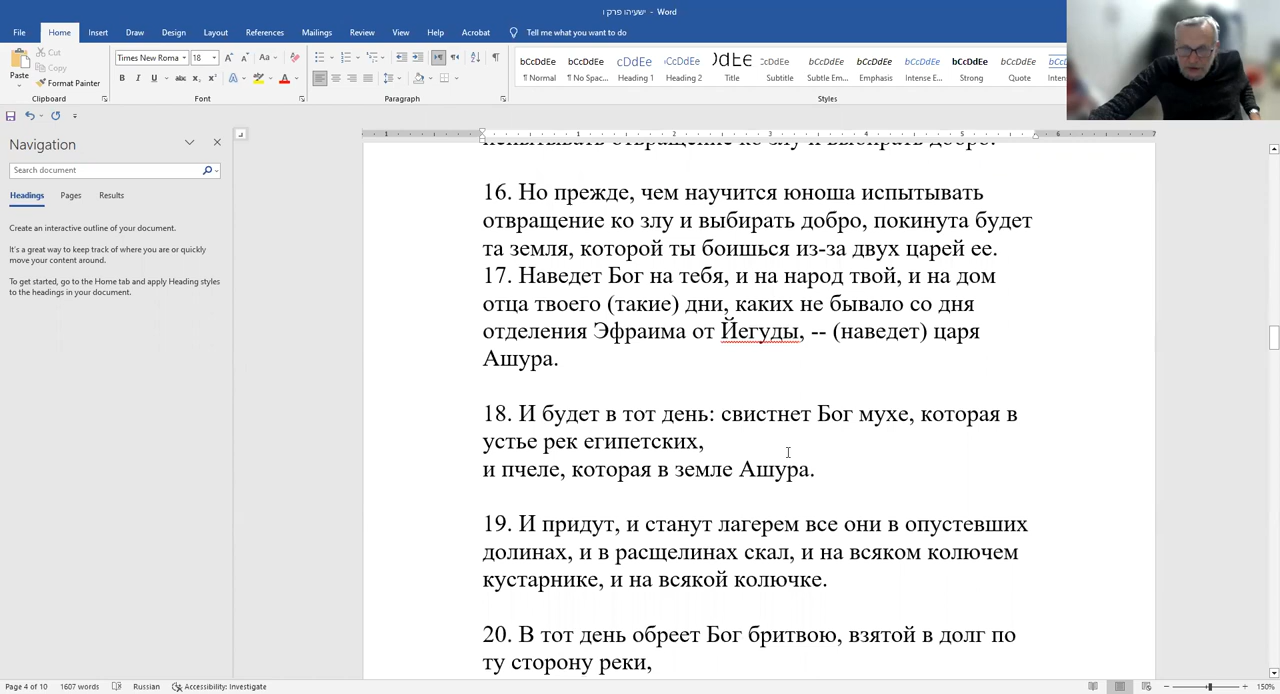 ישעיהו פרק ו - Word
File Home Insert Draw Design Layout References Mailings Review View Help Acrobat Tell me what you want to do
Paste
Cut
Copy
Format Painter
Times New Roma 18
Clipboard Font Paragraph Styles
AaBbCcDdEe
¶ Normal ¶ No Spac... Heading 1 Heading 2 Title Subtitle Subtle Em... Emphasis Intense E... Strong Quote
Navigation
Search document
Headings Pages Results
Create an interactive outline of your document.
It's a great way to keep track of where you are or quickly
move your content around.
To get started, go to the Home tab and apply Heading styles
to the headings in your document.
испытывать отвращение ко злу и выбирать добро.
16. Но прежде, чем научится юноша испытывать
отвращение ко злу и выбирать добро, покинута будет
та земля, которой ты боишься из-за двух царей ее.
17. Наведет Бог на тебя, и на народ твой, и на дом
отца твоего (такие) дни, каких не бывало со дня
отделения Эфраима от Йегуды, -- (наведет) царя
Ашура.
18. И будет в тот день: свистнет Бог мухе, которая в
устье рек египетских,
и пчеле, которая в земле Ашура.
19. И придут, и станут лагерем все они в опустевших
долинах, и в расщелинах скал, и на всяком колючем
кустарнике, и на всякой колючке.
20. В тот день обреет Бог бритвою, взятой в долг по
ту сторону реки,
Page 4 of 10 1607 words Russian Accessibility: Investigate 150%